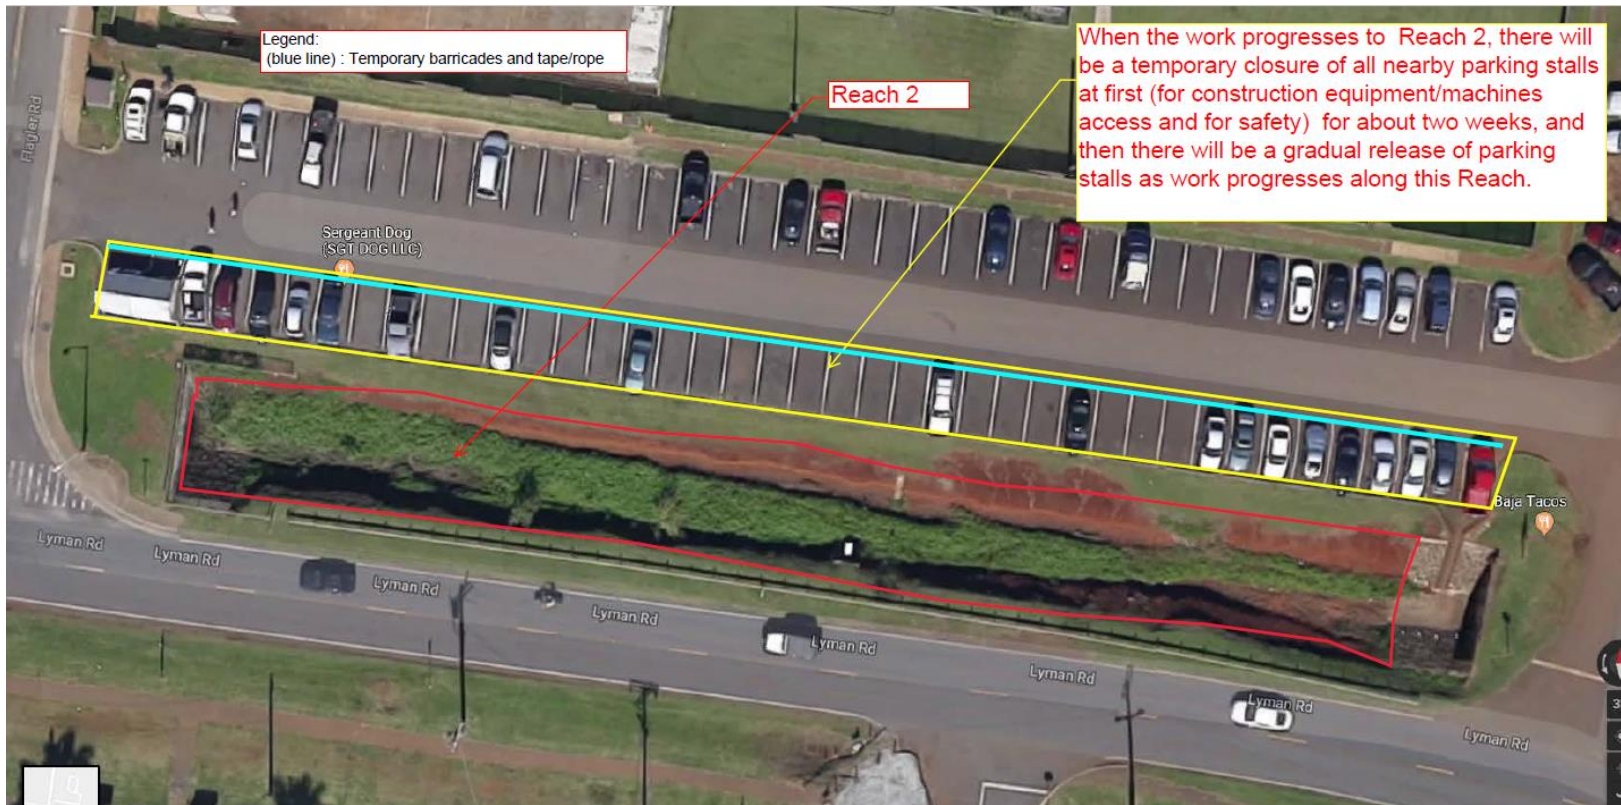 Legend:
(blue line) : Temporary barricades and tape/rope
When the work progresses to  Reach 2, there will
be a temporary closure of all nearby parking stalls
at first (for construction equipment/machines
access and for safety)  for about two weeks, and
then there will be a gradual release of parking
stalls as work progresses along this Reach.
Reach 2
Flagler Rd
Sergeant Dog
(SGT DOG LLC)
Baja Tacos
Lyman Rd
Lyman Rd
Lyman Rd
Lyman Rd
Lyman Rd
Lyman Rd
Lyman Rd
Lyman Rd